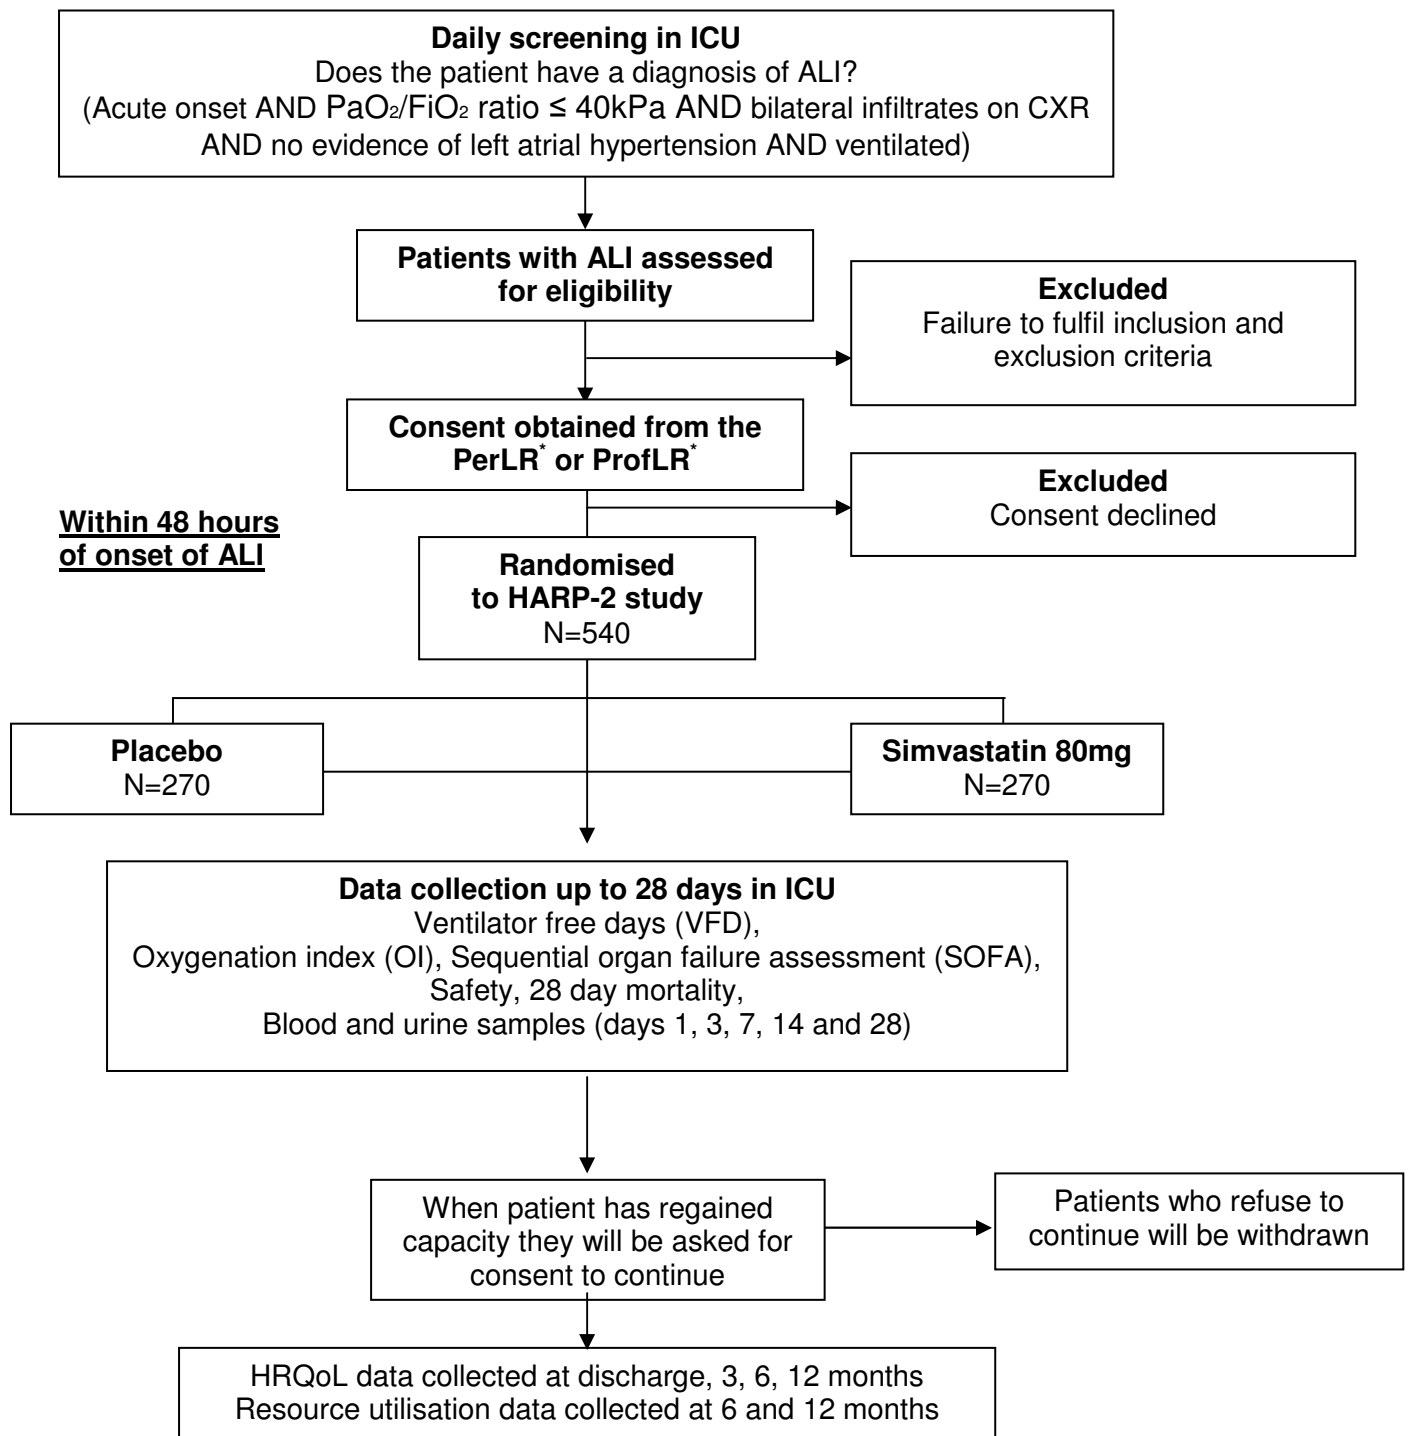 Daily screening in ICU
Does the patient have a diagnosis of ALI?
(Acute onset AND PaO₂/FiO₂ ratio ≤ 40kPa AND bilateral infiltrates on CXR
AND no evidence of left atrial hypertension AND ventilated)
Patients with ALI assessed
for eligibility
Excluded
Failure to fulfil inclusion and
exclusion criteria
Consent obtained from the
PerLR* or ProfLR*
Excluded
Consent declined
Within 48 hours
of onset of ALI
Randomised
to HARP-2 study
N=540
Placebo
N=270
Simvastatin 80mg
N=270
Data collection up to 28 days in ICU
Ventilator free days (VFD),
Oxygenation index (OI), Sequential organ failure assessment (SOFA),
Safety, 28 day mortality,
Blood and urine samples (days 1, 3, 7, 14 and 28)
When patient has regained
capacity they will be asked for
consent to continue
Patients who refuse to
continue will be withdrawn
HRQoL data collected at discharge, 3, 6, 12 months
Resource utilisation data collected at 6 and 12 months